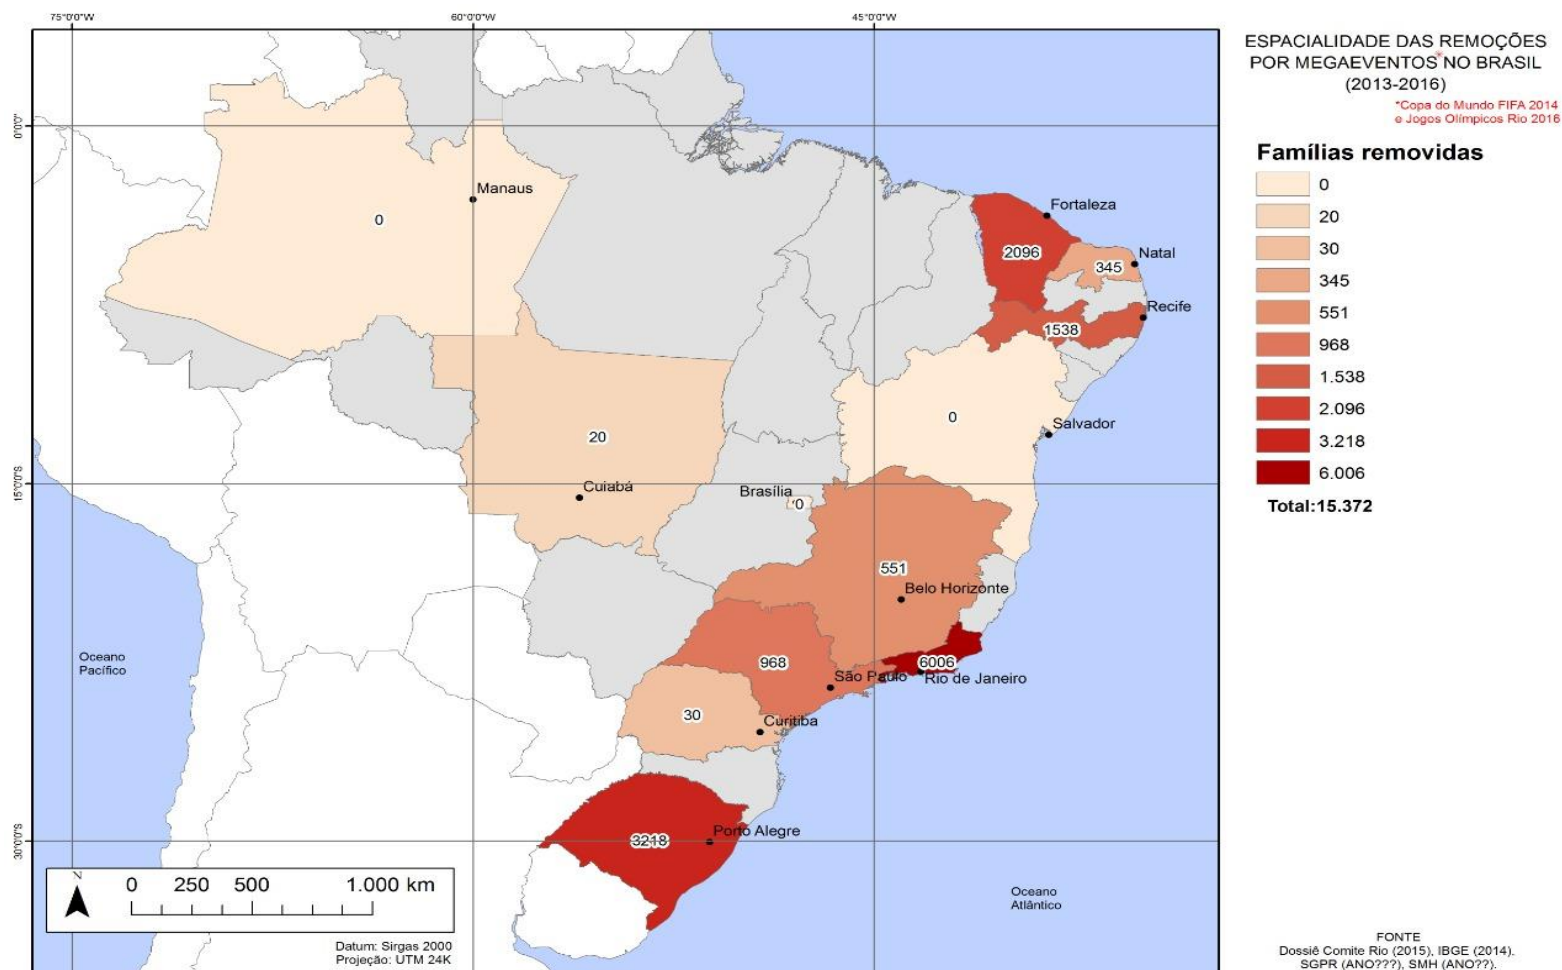 75°0'0"W
60°0'0"W
45°0'0"W
0°0'0"
15°0'0"S
30°0'0"S
Manaus
0
Fortaleza
2096
Natal
345
Recife
1538
0
Salvador
20
Cuiabá
Brasília
0
551
Belo Horizonte
968
6006
São Paulo
Rio de Janeiro
30
Curitiba
3218
Porto Alegre
Oceano
Pacífico
Oceano
Atlântico
N
0 250 500 1.000 km
Datum: Sirgas 2000
Projeção: UTM 24K
ESPACIALIDADE DAS REMOÇÕES
POR MEGAEVENTOS*NO BRASIL
(2013-2016)
*Copa do Mundo FIFA 2014
e Jogos Olímpicos Rio 2016
Famílias removidas
0
20
30
345
551
968
1.538
2.096
3.218
6.006
Total:15.372
FONTE
Dossiê Comite Rio (2015), IBGE (2014).
SGPR (ANO???), SMH (ANO??).